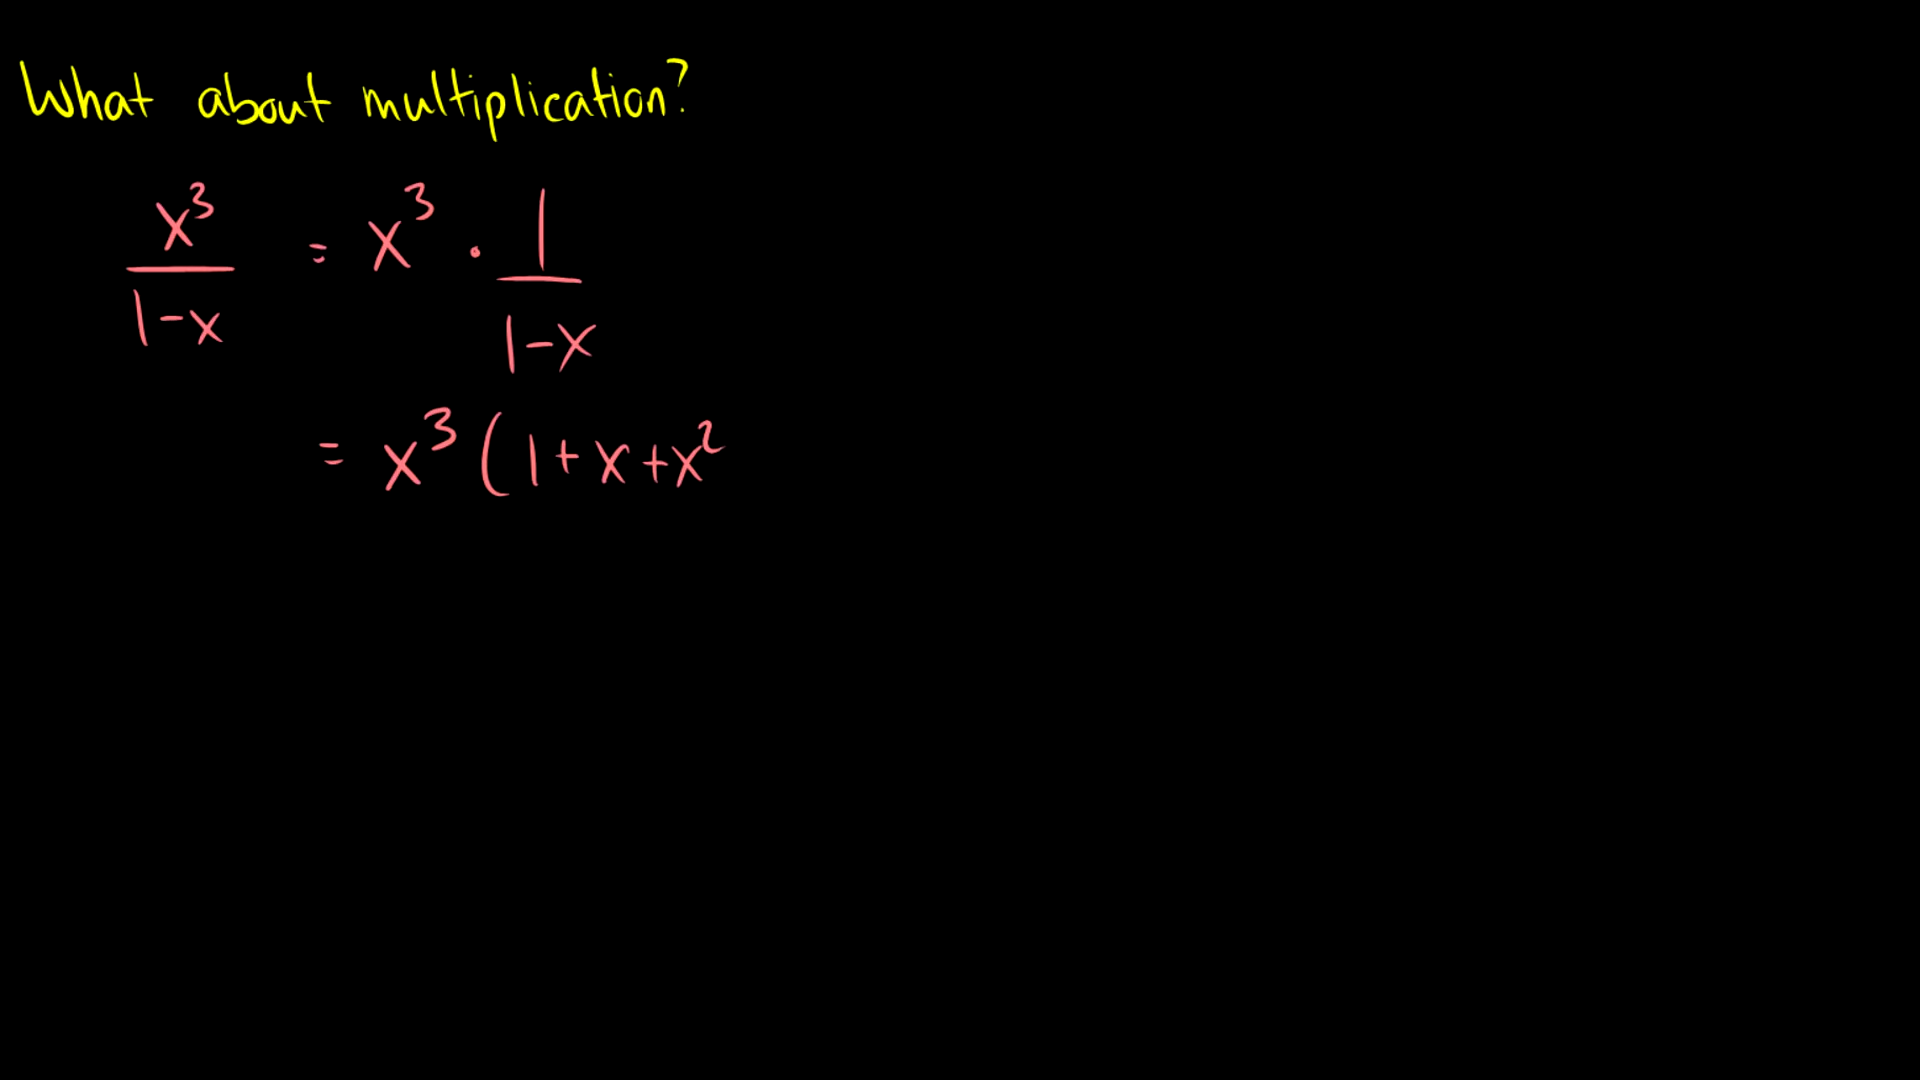 What about multiplication?
x³/(1-x) = x³ · 1/(1-x)
= x³ (1+x+x²